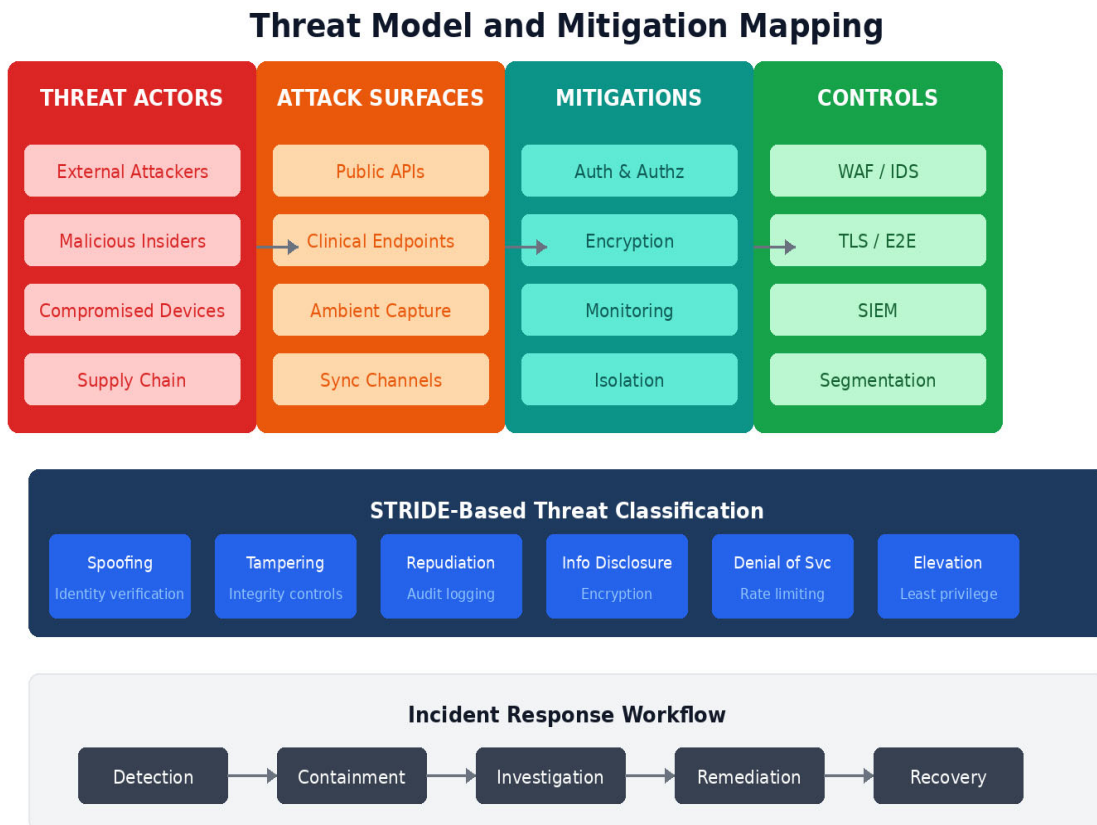 Threat Model and Mitigation Mapping
THREAT ACTORS
External Attackers
Malicious Insiders
Compromised Devices
Supply Chain
ATTACK SURFACES
Public APIs
Clinical Endpoints
Ambient Capture
Sync Channels
MITIGATIONS
Auth & Authz
Encryption
Monitoring
Isolation
CONTROLS
WAF / IDS
TLS / E2E
SIEM
Segmentation
STRIDE-Based Threat Classification
Spoofing
Identity verification
Tampering
Integrity controls
Repudiation
Audit logging
Info Disclosure
Encryption
Denial of Svc
Rate limiting
Elevation
Least privilege
Incident Response Workflow
Detection
Containment
Investigation
Remediation
Recovery